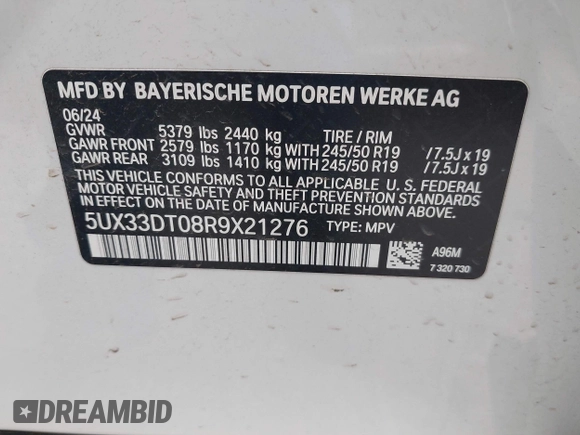 MFD BY BAYERISCHE MOTOREN WERKE AG
06/24
GVWR 5379 lbs 2440 kg TIRE / RIM
GAWR FRONT 2579 lbs 1170 kg WITH 245/50 R19 /7.5J x 19
GAWR REAR 3109 lbs 1410 kg WITH 245/50 R19 /7.5J x 19
THIS VEHICLE CONFORMS TO ALL APPLICABLE U. S. FEDERAL
MOTOR VEHICLE SAFETY AND THEFT PREVENTION STANDARDS
IN EFFECT ON THE DATE OF MANUFACTURE SHOWN ABOVE.
5UX33DT08R9X21276 TYPE: MPV
A96M
7 320 730
DREAMBID